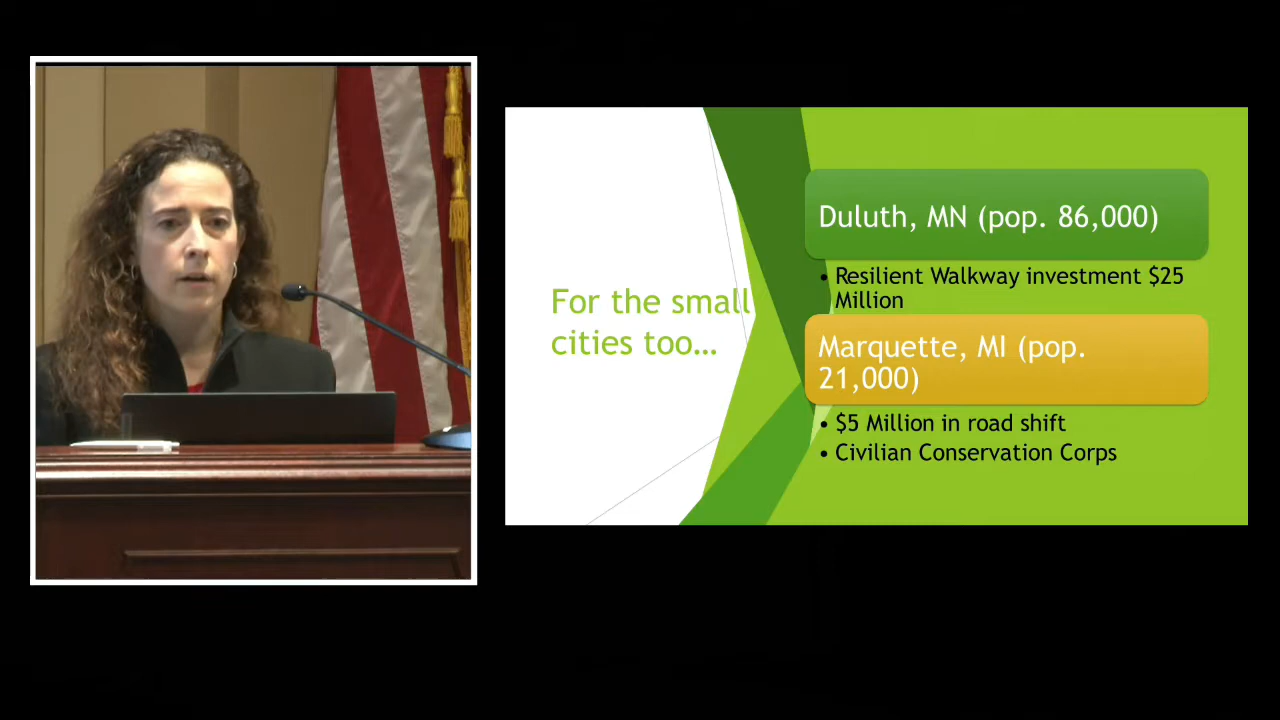 For the small
cities too…
Duluth, MN (pop. 86,000)
• Resilient Walkway investment $25
Million
Marquette, MI (pop.
21,000)
• $5 Million in road shift
• Civilian Conservation Corps